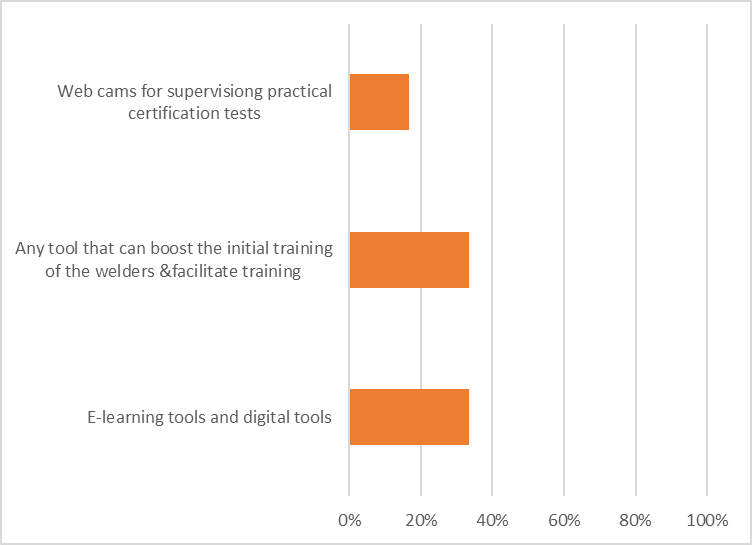 Web cams for supervisiong practical
certification tests
Any tool that can boost the initial training
of the welders &facilitate training
E-learning tools and digital tools
0% 20% 40% 60% 80% 100%